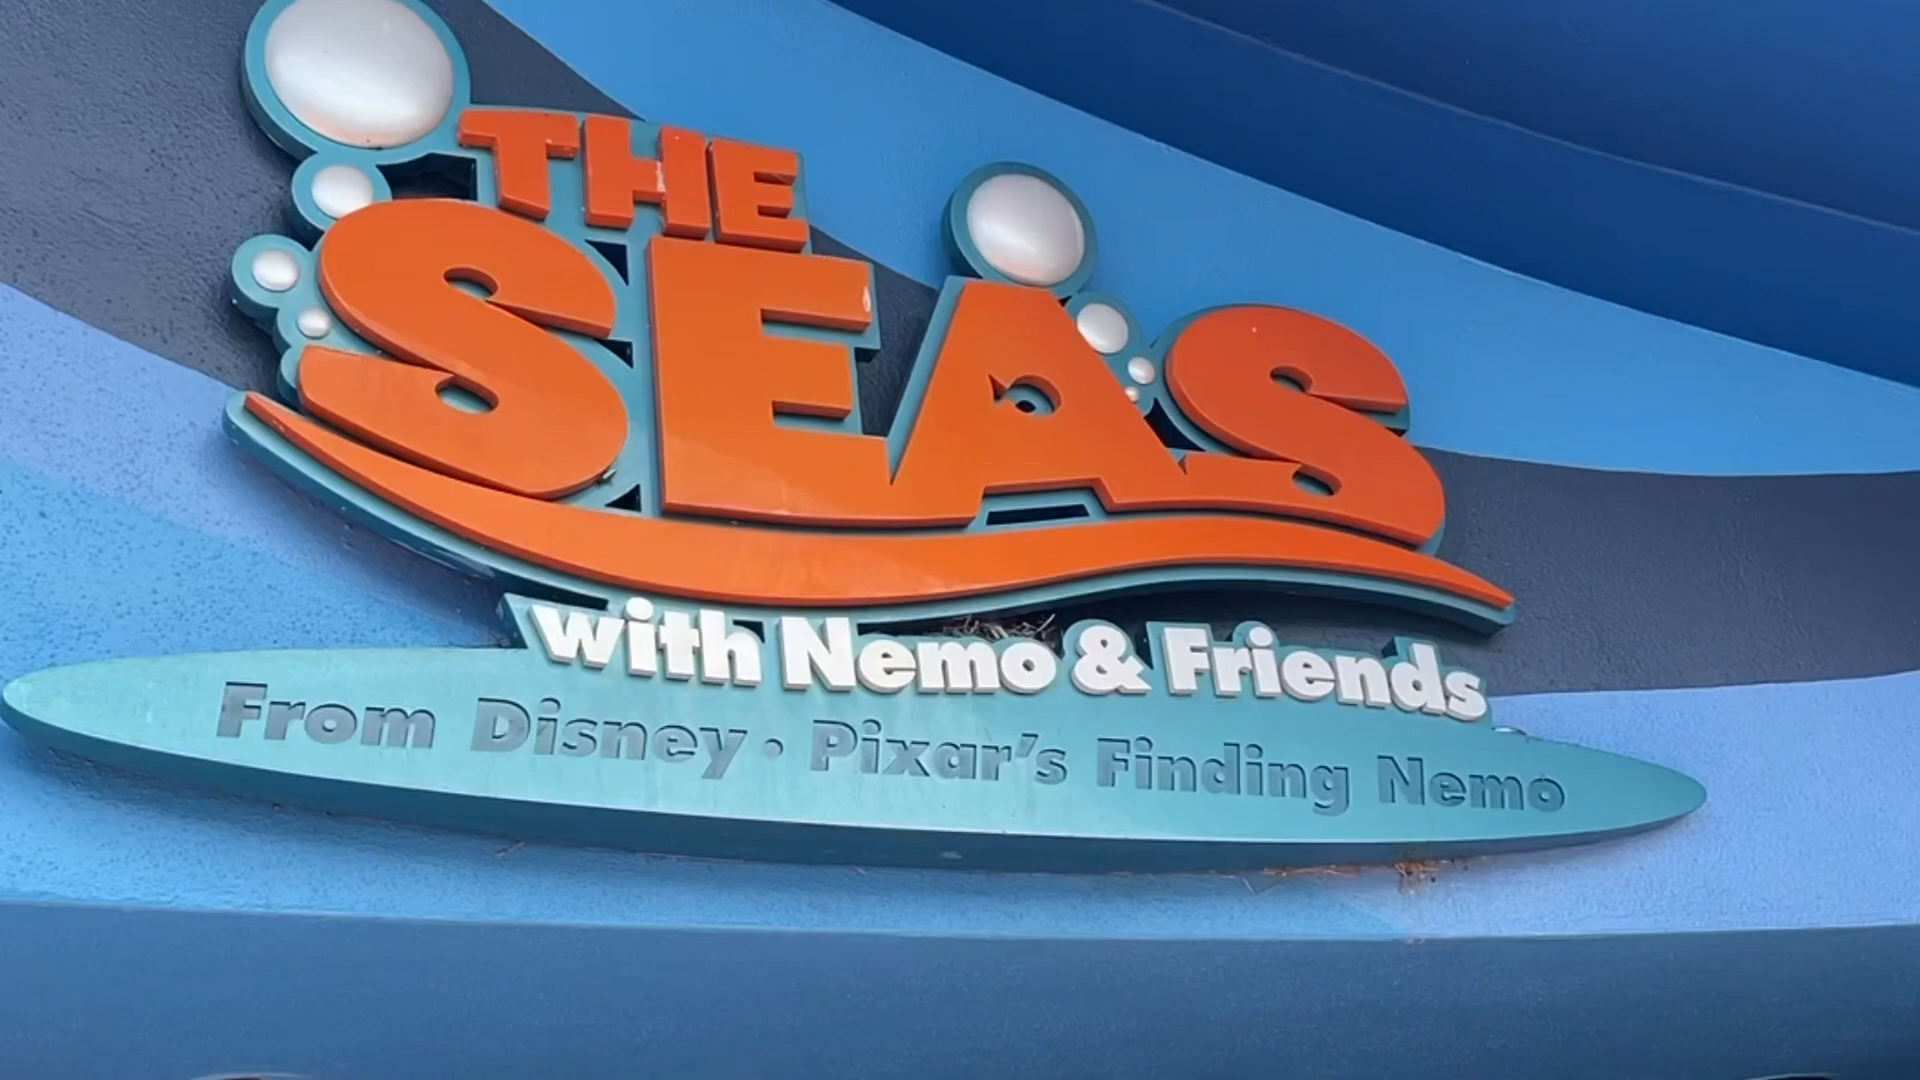 THE
SEAS
with Nemo & Friends
From Disney • Pixar's Finding Nemo